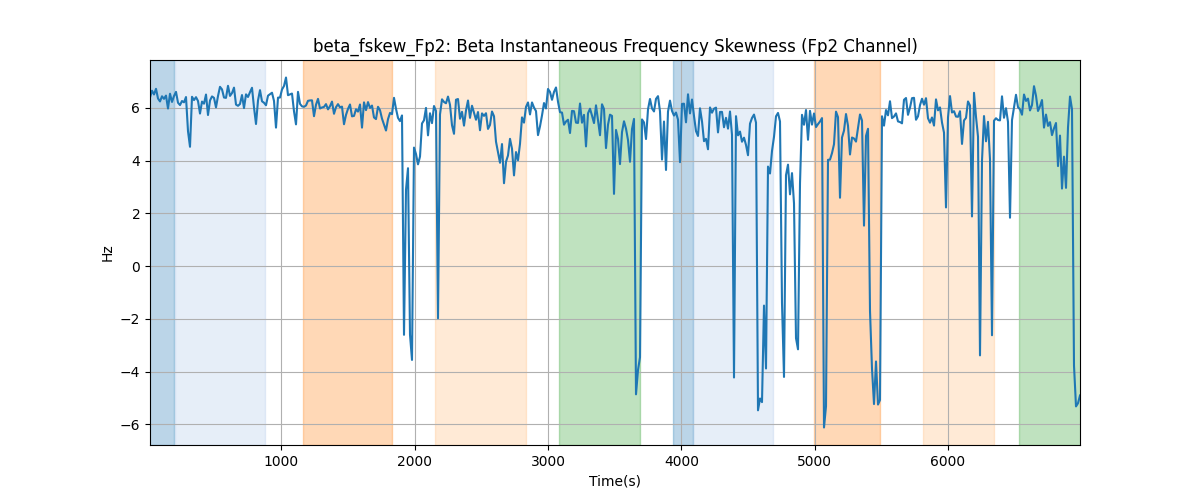 beta_fskew_Fp2: Beta Instantaneous Frequency Skewness (Fp2 Channel)
6
4
2
0
−2
−4
−6
Hz
1000 2000 3000 4000 5000 6000
Time(s)